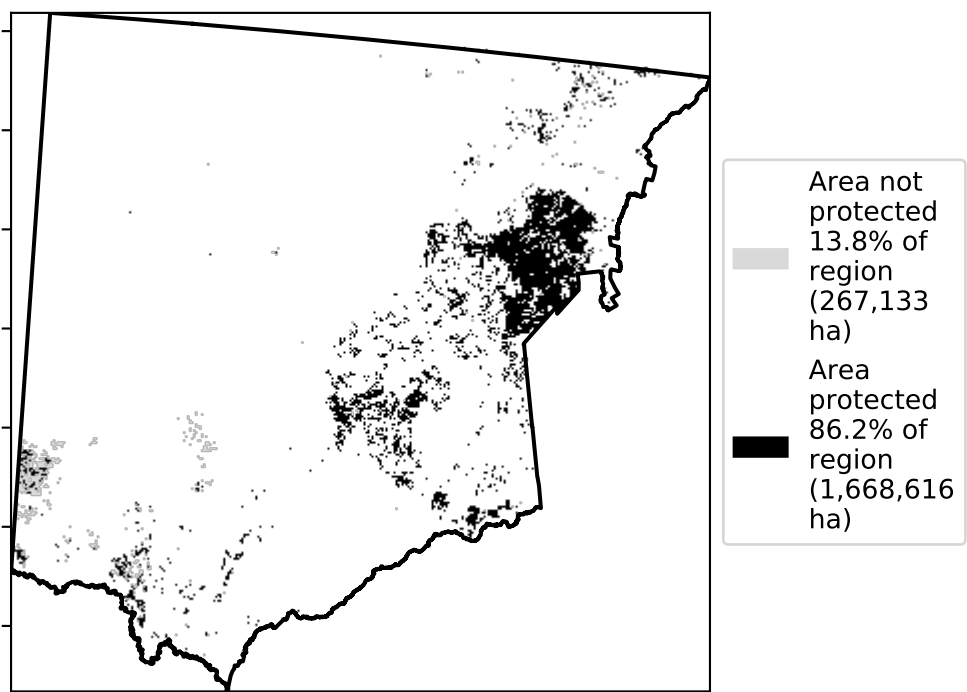 Area not
protected
13.8% of
region
(267,133
ha)
Area
protected
86.2% of
region
(1,668,616
ha)